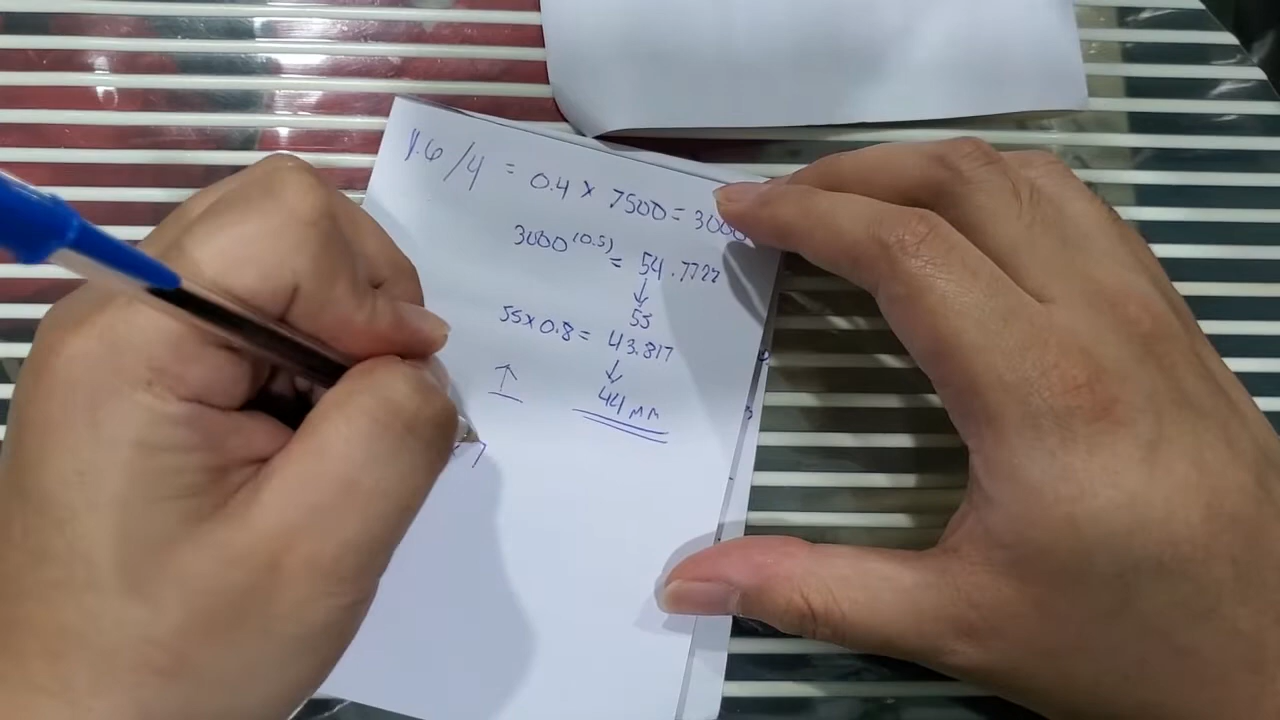 1.6/4 = 0.4 x 7500 = 3000
3000(0.5) = 54.7722
↓
55
55x0.8 = 43.817
↓
44 MM
7